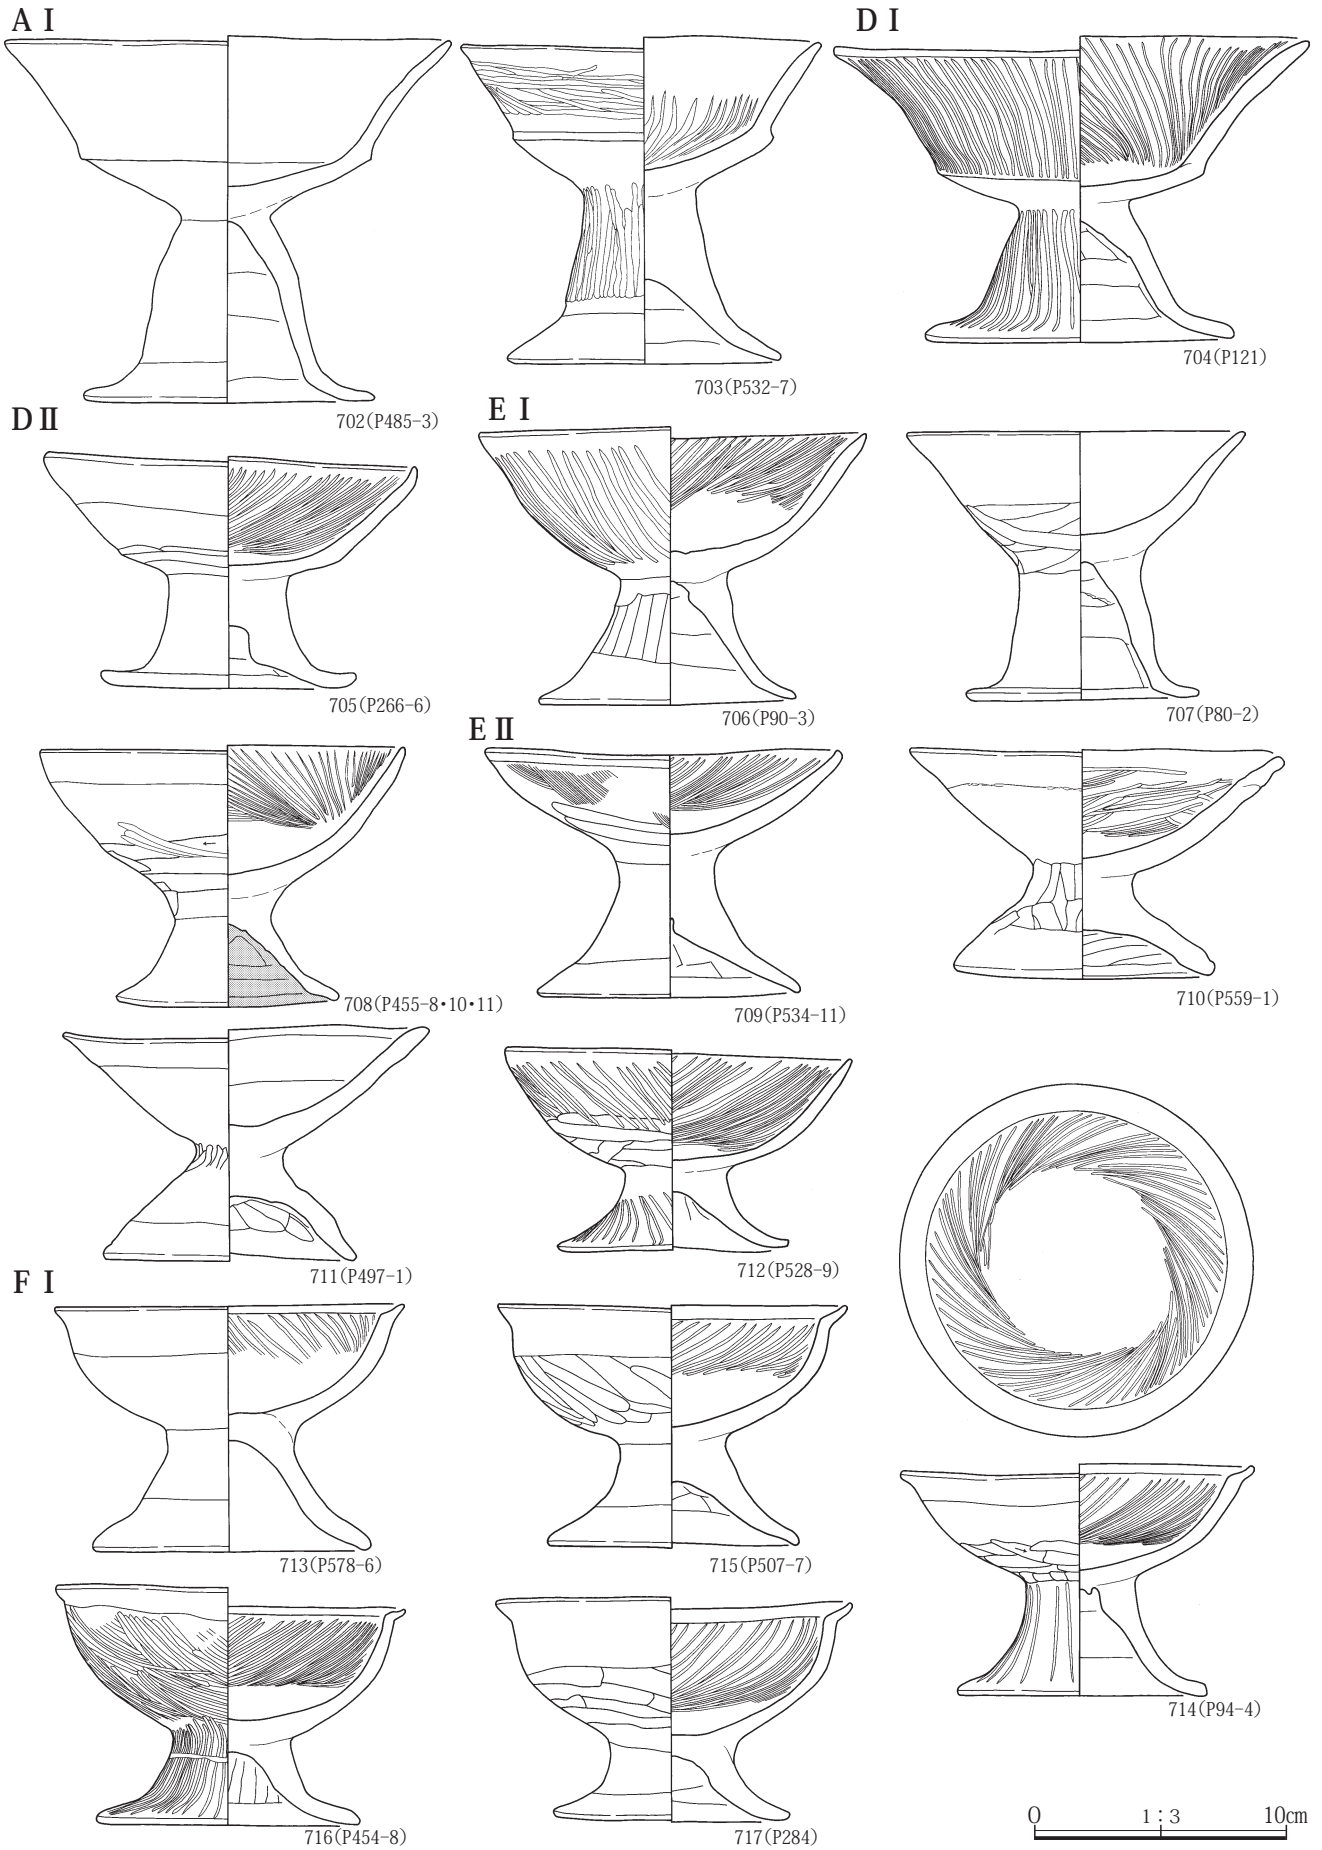 A I
D I
702(P485-3)
703(P532-7)
704(P121)
D II
E I
705(P266-6)
706(P90-3)
707(P80-2)
E II
708(P455-8•10•11)
709(P534-11)
710(P559-1)
711(P497-1)
712(P528-9)
F I
713(P578-6)
715(P507-7)
714(P94-4)
716(P454-8)
717(P284)
0 1:3 10cm